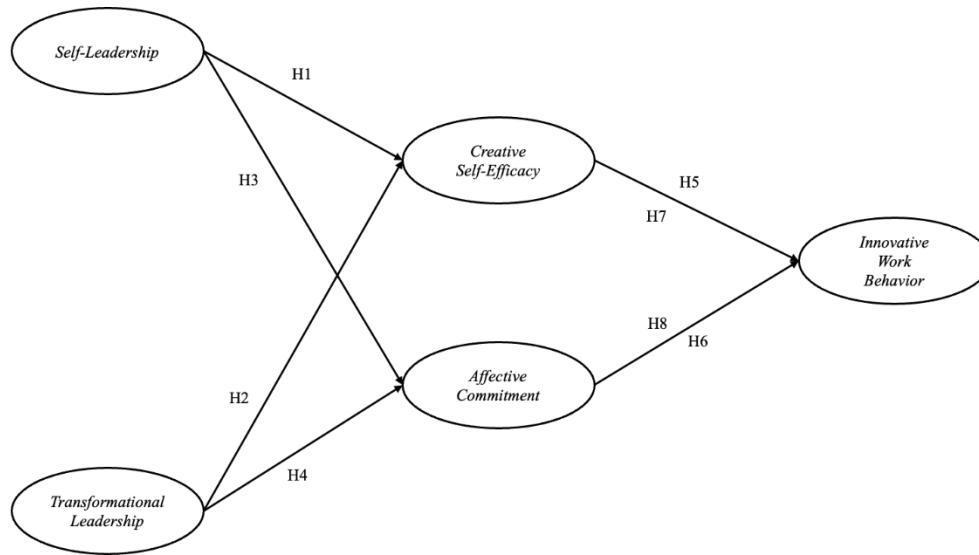 Self-Leadership
H1
Creative
Self-Efficacy
H3
H5
H7
Innovative
Work
Behavior
H8
H6
Affective
Commitment
H2
H4
Transformational
Leadership